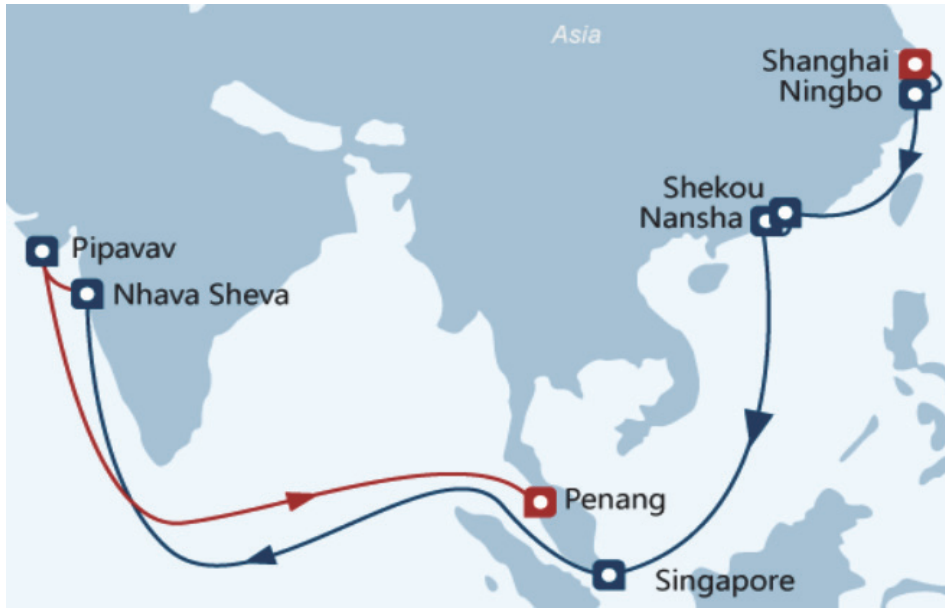 Asia
Shanghai
Ningbo
Shekou
Nansha
Pipavav
Nhava Sheva
Penang
Singapore